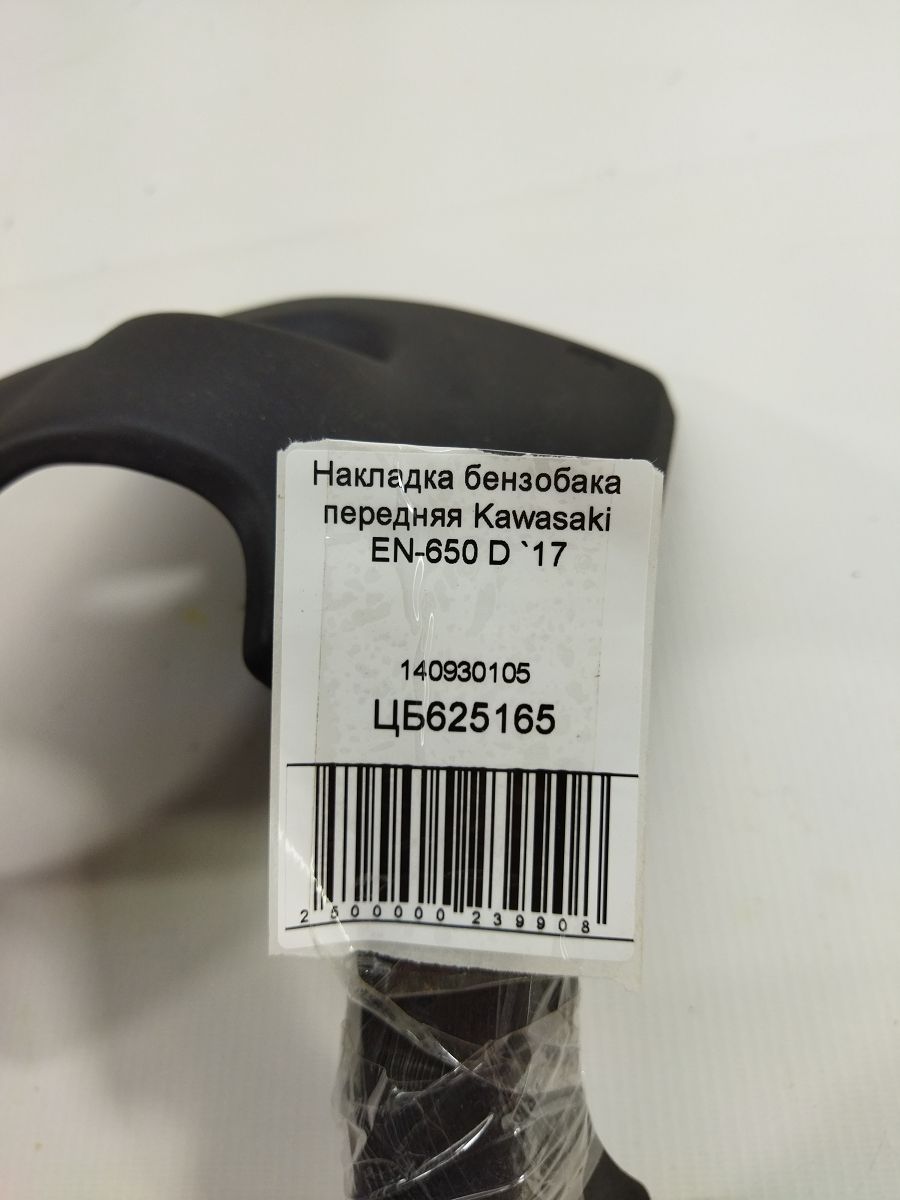 Накладка бензобака
передняя Kawasaki
EN-650 D `17
140930105
ЦБ625165
2500000239908